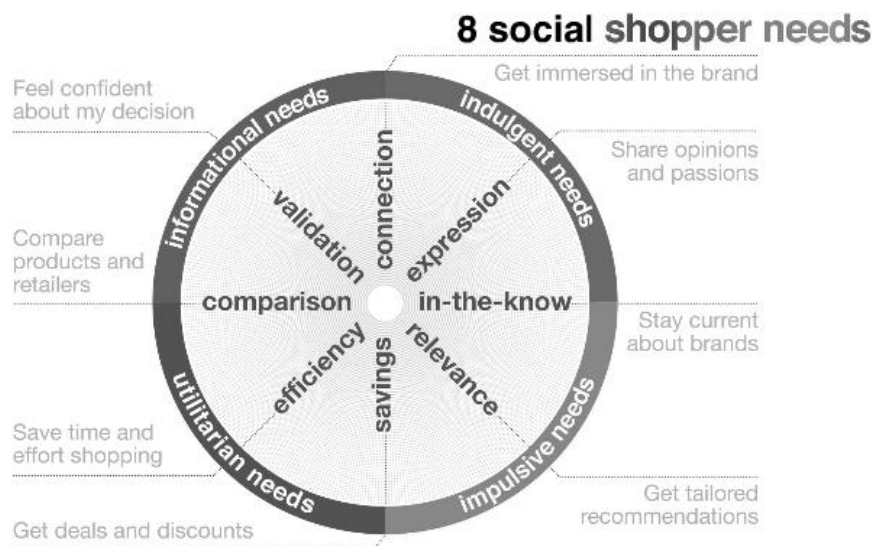 8 social shopper needs
Get immersed in the brand
Feel confident
about my decision
informational needs
indulgent needs
Share opinions
and passions
connection
validation
expression
Compare
products and
retailers
comparison
in-the-know
Stay current
about brands
efficiency
savings
relevance
utilitarian needs
impulsive needs
Save time and
effort shopping
Get tailored
recommendations
Get deals and discounts